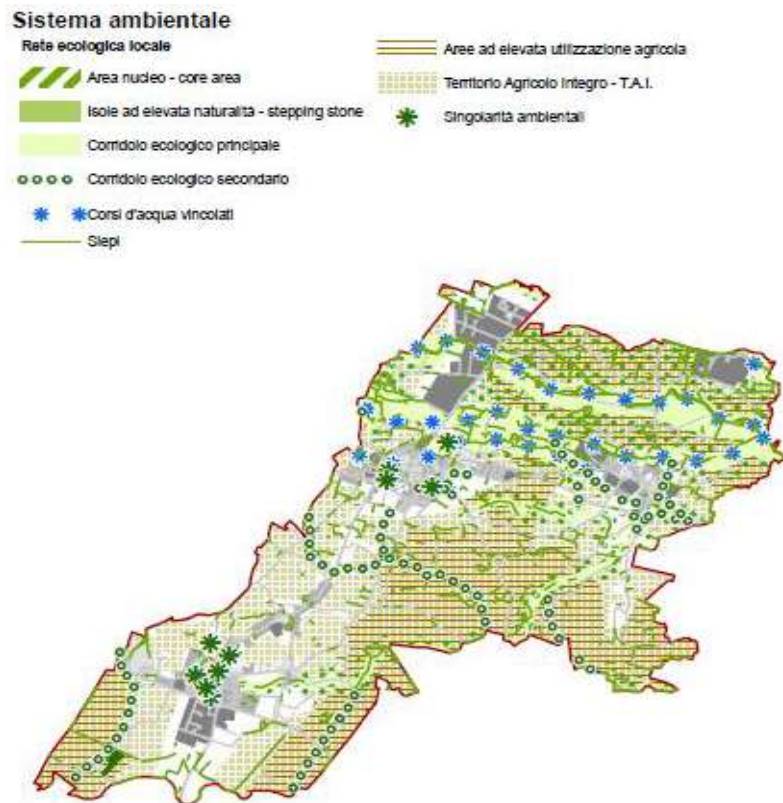 Sistema ambientale
Rete ecologica locale
Area nucleo - core area
Isole ad elevata naturalità - stepping stone
Corridoio ecologico principale
Corridoio ecologico secondario
Corsi d'acqua vincolati
Siepi
Aree ad elevata utilizzazione agricola
Territorio Agricolo Integro - T.A.I.
Singolarità ambientali